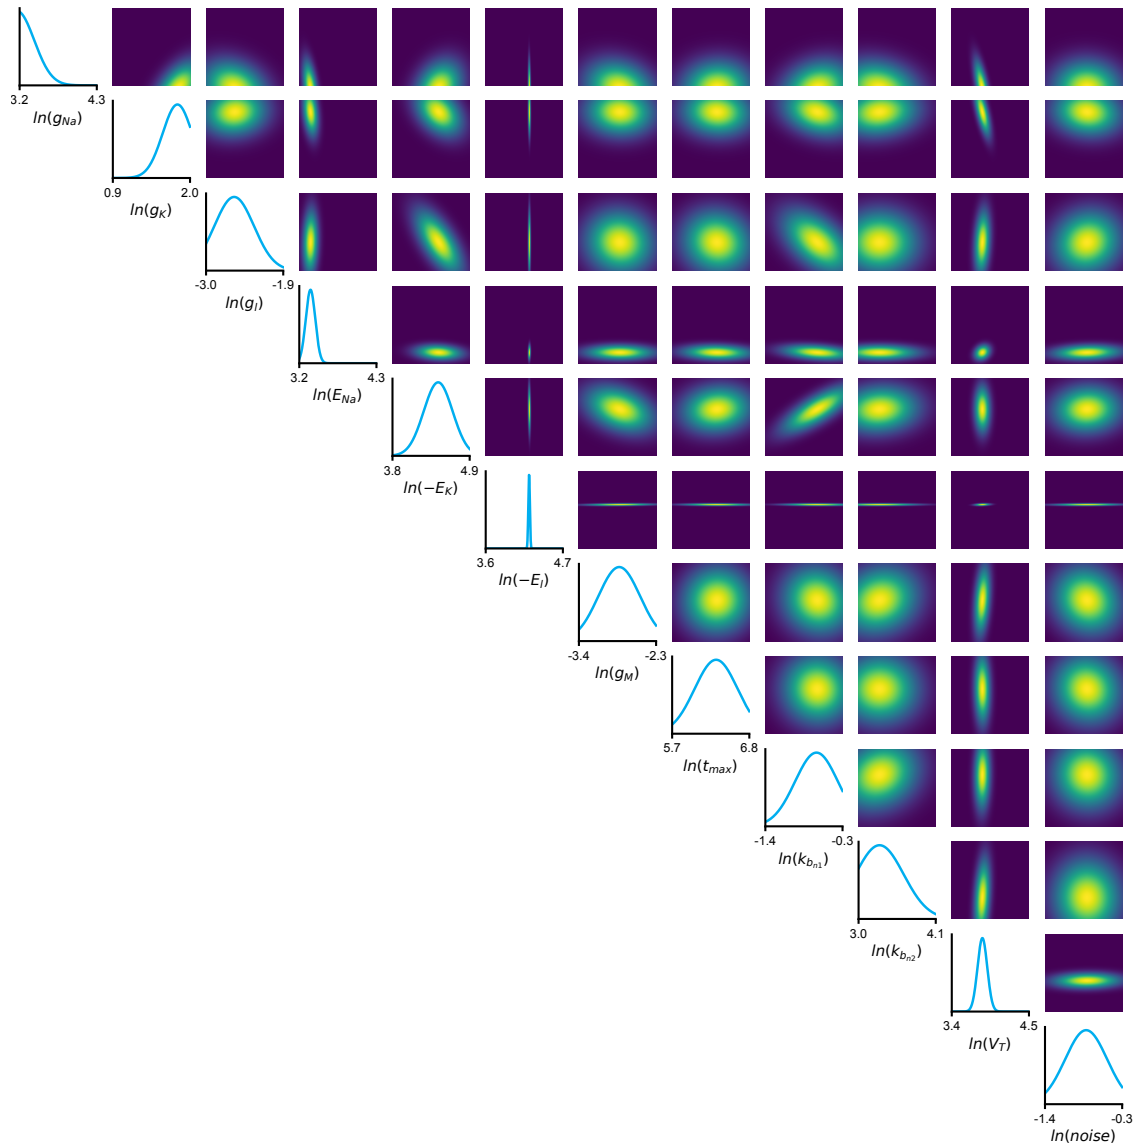 3.2 4.3
ln(g_Na)
0.9 2.0
ln(g_K)
-3.0 -1.9
ln(g_l)
3.2 4.3
ln(E_Na)
3.8 4.9
ln(−E_K)
3.6 4.7
ln(−E_l)
-3.4 -2.3
ln(g_M)
5.7 6.8
ln(t_max)
-1.4 -0.3
ln(k_b_n1)
3.0 4.1
ln(k_b_n2)
3.4 4.5
ln(V_T)
-1.4 -0.3
ln(noise)